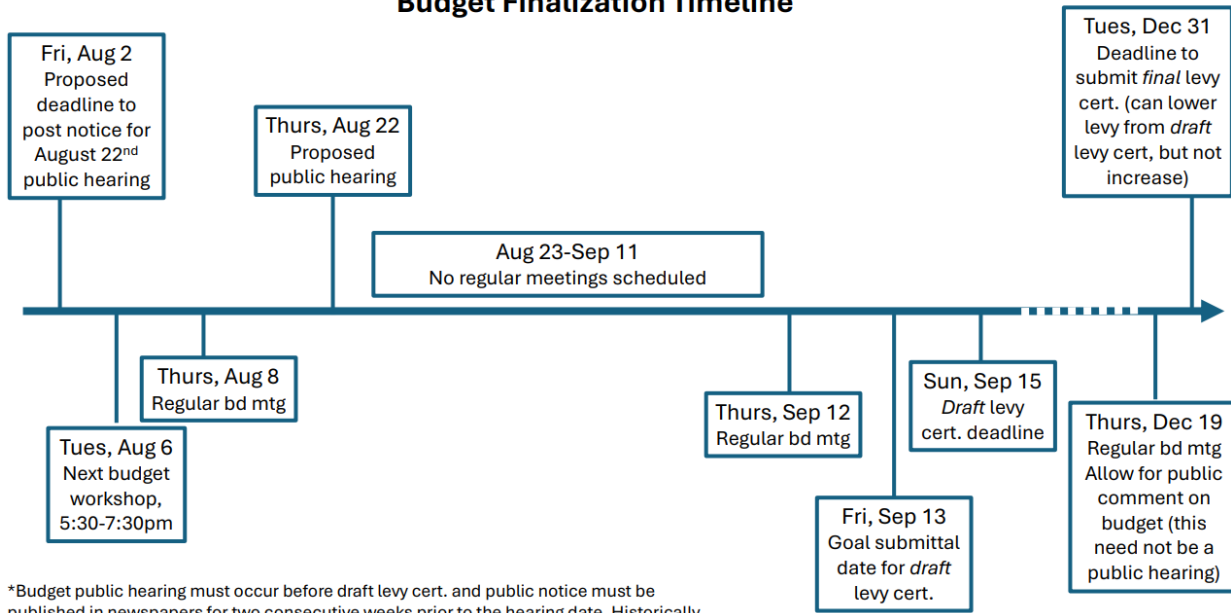 Budget Finalization Timeline
Fri, Aug 2
Proposed
deadline to
post notice for
August 22nd
public hearing
Thurs, Aug 22
Proposed
public hearing
Tues, Dec 31
Deadline to
submit final levy
cert. (can lower
levy from draft
levy cert, but not
increase)
Aug 23-Sep 11
No regular meetings scheduled
Tues, Aug 6
Next budget
workshop,
5:30-7:30pm
Thurs, Aug 8
Regular bd mtg
Thurs, Sep 12
Regular bd mtg
Fri, Sep 13
Goal submittal
date for draft
levy cert.
Sun, Sep 15
Draft levy
cert. deadline
Thurs, Dec 19
Regular bd mtg
Allow for public
comment on
budget (this
need not be a
public hearing)
*Budget public hearing must occur before draft levy cert. and public notice must be
published in newspapers for two consecutive weeks prior to the hearing date. Historically